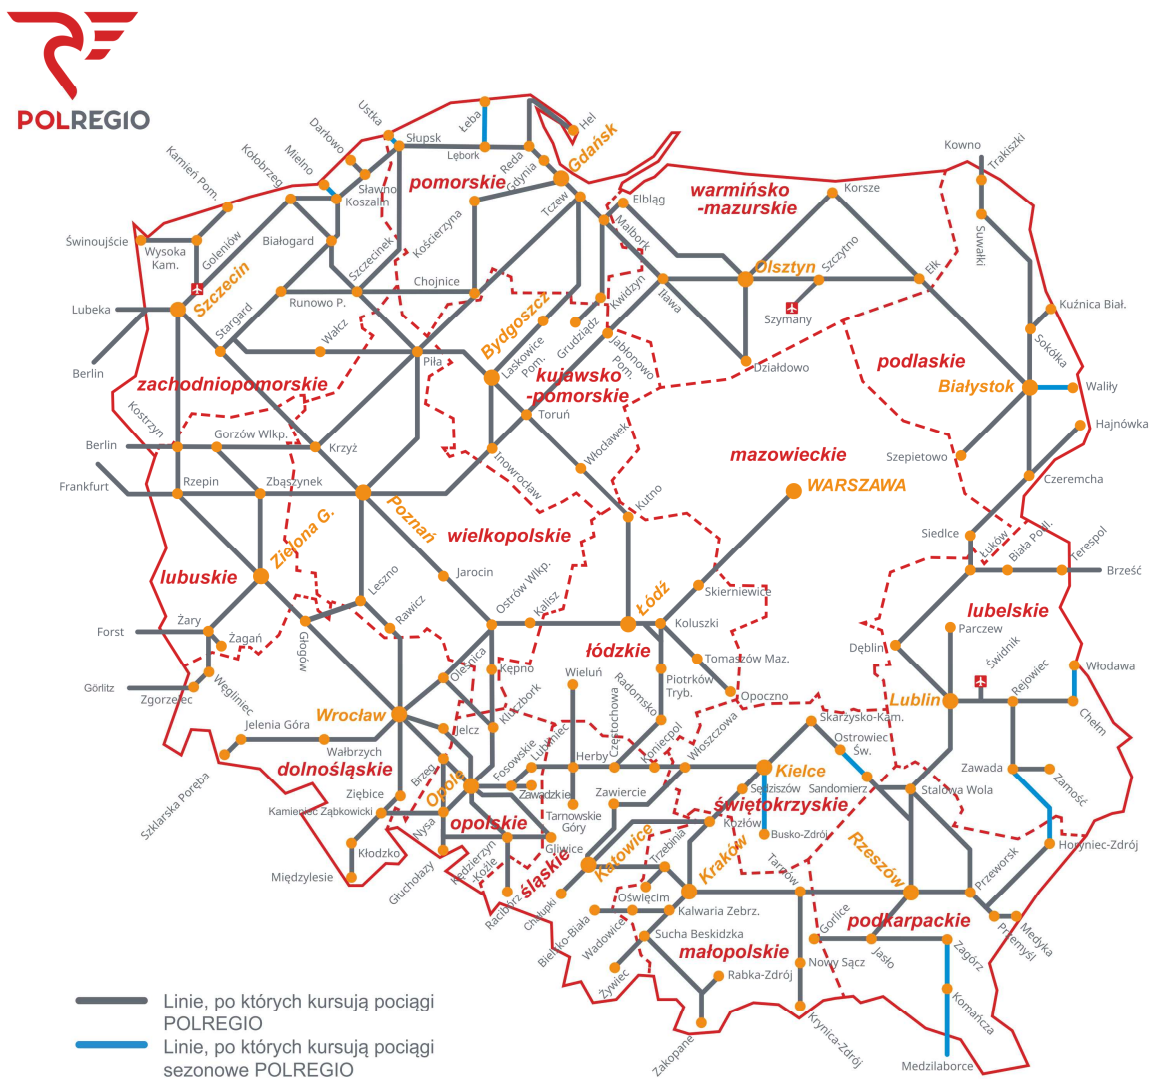 POLREGIO
Hel
Łeba
Ustka
Słupsk
Darłowo
Lębork
Reda
Gdynia
Gdańsk
Mielno
Kołobrzeg
Kamień Pom.
Sławno
Koszalin
pomorskie
Tczew
Elbląg
warmińsko
-mazurskie
Korsze
Kowno
Trakiszki
Suwałki
Świnoujście
Wysoka
Kam.
Goleniów
Białogard
Szczecinek
Kościerzyna
Malbork
Olsztyn
Szczytno
Ełk
Lubeka
Szczecin
Stargard
Runowo P.
Chojnice
Bydgoszcz
Kwidzyn
Iława
Szymany
Kuźnica Biał.
Sokółka
Berlin
Wałcz
Piła
Laskowice
Pom.
Grudziądz
Jabłonowo
Pom.
Działdowo
podlaskie
zachodniopomorskie
kujawsko
-pomorskie
Białystok
Waliły
Kostrzyn
Gorzów Wlkp.
Krzyż
Toruń
Włocławek
Hajnówka
Berlin
Inowrocław
mazowieckie
Szepietowo
Czeremcha
Frankfurt
Rzepin
Zbąszynek
Poznań
Kutno
WARSZAWA
Zielona G.
wielkopolskie
Siedlce
Łuków
Biała Podl.
Terespol
Brześć
lubuskie
Leszno
Jarocin
Rawicz
Ostrów Wlkp.
Kalisz
Łódź
Skierniewice
Koluszki
lubelskie
Parczew
Świdnik
Dęblin
Forst
Żary
Żagań
Głogów
Oleśnica
Kępno
łódzkie
Wieluń
Tomaszów Maz.
Piotrków
Tryb.
Opoczno
Rejowiec
Włodawa
Görlitz
Zgorzelec
Węgliniec
Jelenia Góra
Wrocław
Kluczbork
Jelcz
Radomsko
Częstochowa
Koniecpol
Włoszczowa
Skarżysko-Kam.
Lublin
Chełm
Wałbrzych
dolnośląskie
Szklarska Poręba
Brzeg
Opole
Fosowskie
Lubliniec
Herby
Kielce
Ostrowiec
Św.
Zawada
Zamość
Ziębice
Kamieniec Ząbkowicki
Nysa
Zawadzkie
Tarnowskie
Góry
Zawiercie
Sędziszów
świętokrzyskie
Sandomierz
Stalowa Wola
opolskie
Gliwice
Kozłów
Busko-Zdrój
Kłodzko
Międzylesie
Głuchołazy
Kędzierzyn
-Koźle
śląskie
Katowice
Trzebinia
Kraków
Tarnów
Rzeszów
Przeworsk
Horyniec-Zdrój
Racibórz
Chałupki
Oświęcim
Kalwaria Zebrz.
Bielsko-Biała
Wadowice
Sucha Beskidzka
małopolskie
Gorlice
podkarpackie
Jasło
Zagórz
Przemyśl
Medyka
Żywiec
Rabka-Zdrój
Nowy Sącz
Komańcza
Zakopane
Krynica-Zdrój
Medzilaborce
Linie, po których kursują pociągi
POLREGIO
Linie, po których kursują pociągi
sezonowe POLREGIO